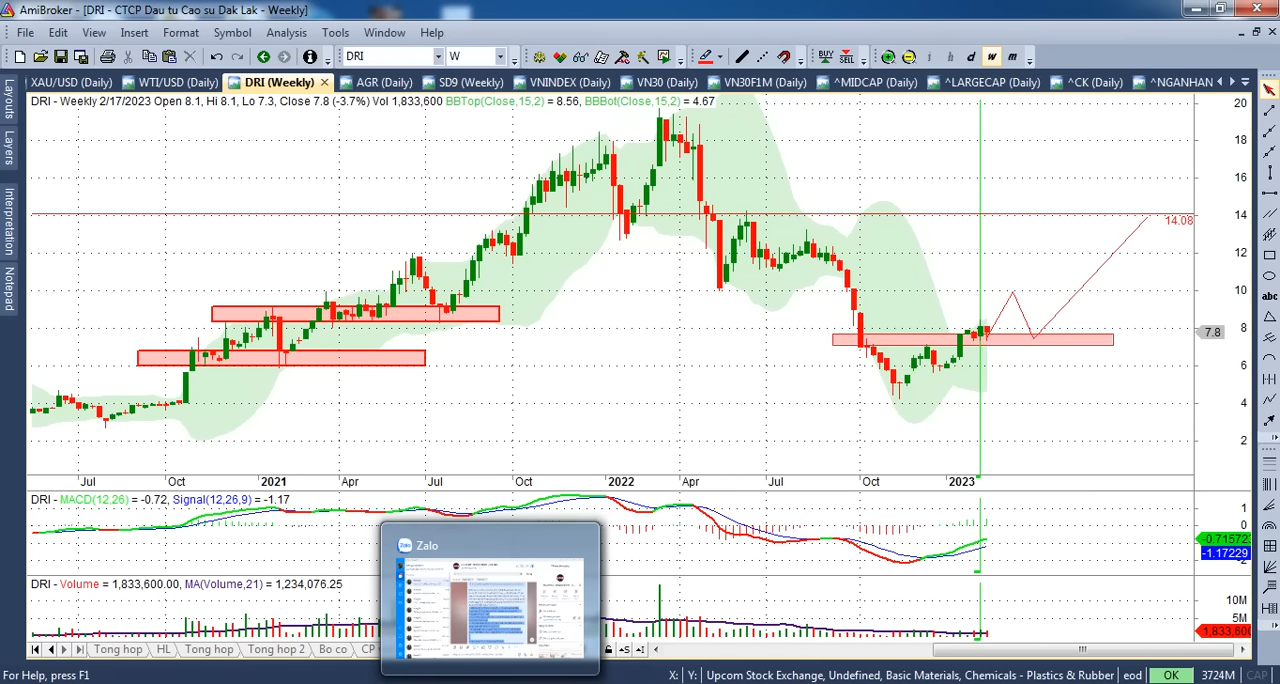 AmiBroker - [DRI - CTCP Dau tu Cao su Dak Lak - Weekly]
File Edit View Insert Format Symbol Analysis Tools Window Help
DRI W BUY SELL i h d w m
XAU/USD (Daily) WTI/USD (Daily) DRI (Weekly) AGR (Daily) SD9 (Weekly) VNINDEX (Daily) VN30 (Daily) VN30F1M (Daily) ^MIDCAP (Daily) ^LARGECAP (Daily) ^CK (Daily) ^NGANHAN
Layouts
Layers
Interpretation
Notepad
DRI - Weekly 2/17/2023 Open 8.1, Hi 8.1, Lo 7.3, Close 7.8 (-3.7%) Vol 1,833,600 BBTop(Close,15,2) = 8.56, BBBot(Close,15,2) = 4.67
20
18
16
14
14.08
12
10
8
7.8
6
4
2
abc
Jul Oct 2021 Apr Jul Oct 2022 Apr Jul Oct 2023
DRI - MACD(12,26) = -0.72, Signal(12,26,9) = -1.17
1
0
-0.715723
-1.17229
Zalo
DRI - Volume = 1,833,600.00, MA(Volume,21) = 1,230,076.25
10M
5M
1,833,600
Tong hop HL Tong hop Tong hop 2 Bo co CP
For Help, press F1 X: Y: Upcom Stock Exchange, Undefined, Basic Materials, Chemicals - Plastics & Rubber eod OK 3724M CAP